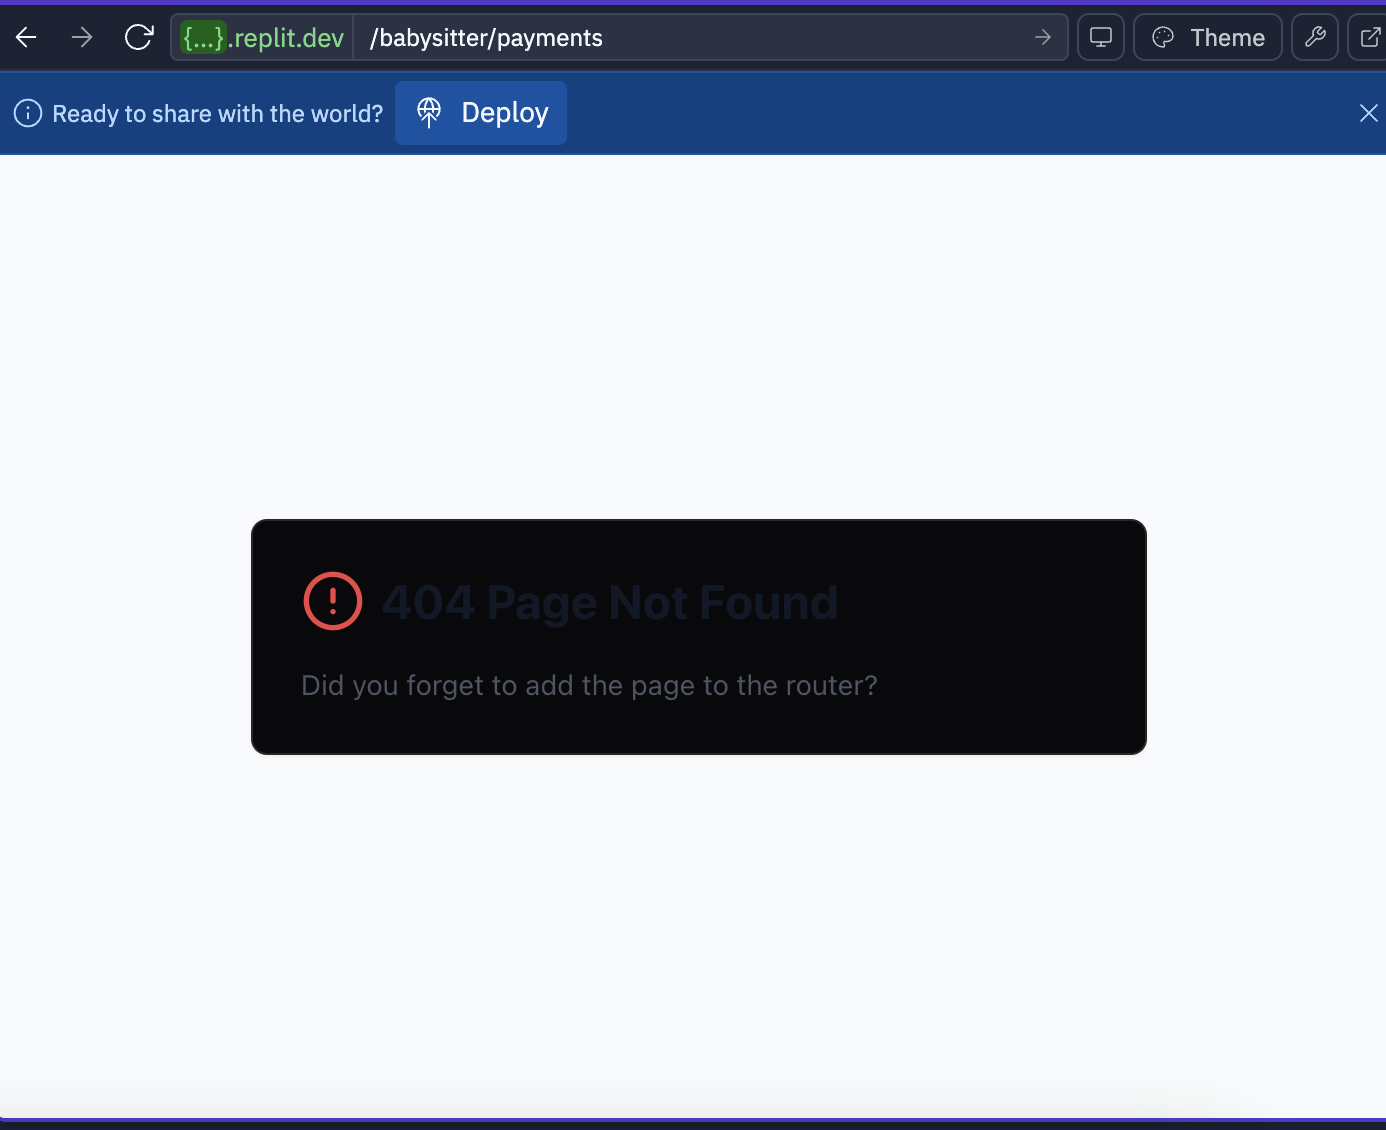 {...}.replit.dev /babysitter/payments Theme
Ready to share with the world? Deploy
404 Page Not Found
Did you forget to add the page to the router?